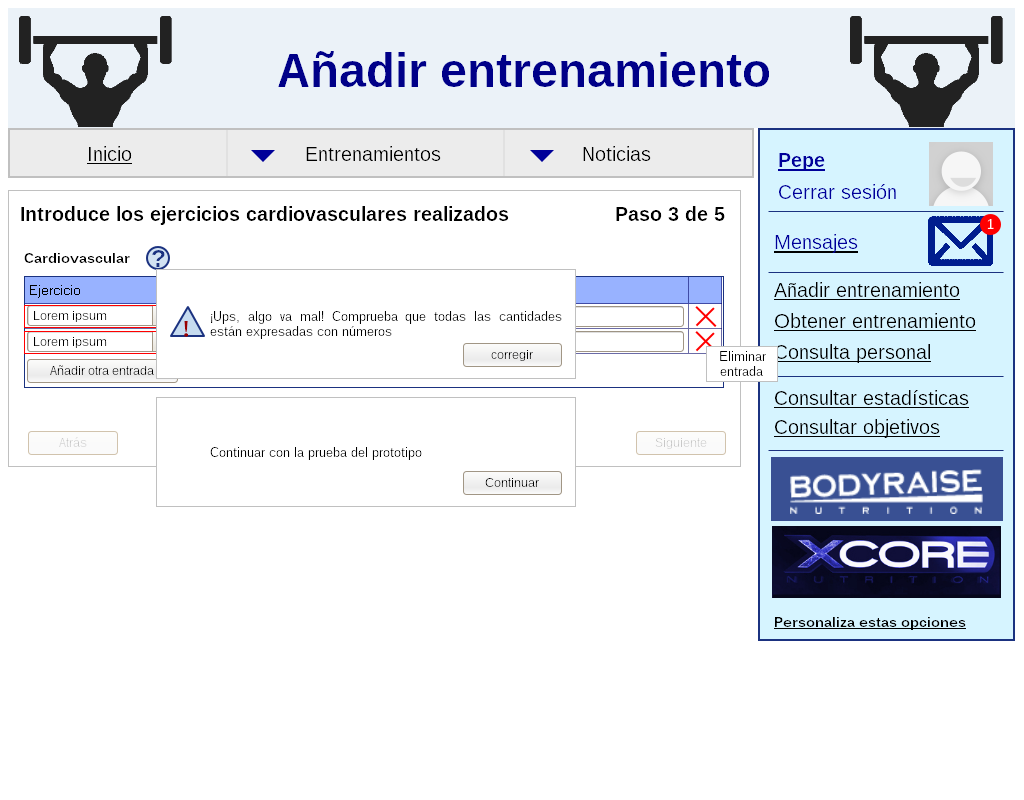 Añadir entrenamiento
Inicio
Entrenamientos
Noticias
Pepe
Cerrar sesión
Mensajes
1
Añadir entrenamiento
Obtener entrenamiento
Consulta personal
Consultar estadísticas
Consultar objetivos
BODYRAISE
NUTRITION
XCORE
NUTRITION
Personaliza estas opciones
Introduce los ejercicios cardiovasculares realizados
Paso 3 de 5
Cardiovascular
?
Ejercicio
Lorem ipsum
Lorem ipsum
Añadir otra entrada
!
¡Ups, algo va mal! Comprueba que todas las cantidades
están expresadas con números
corregir
Eliminar
entrada
Atrás
Siguiente
Continuar con la prueba del prototipo
Continuar